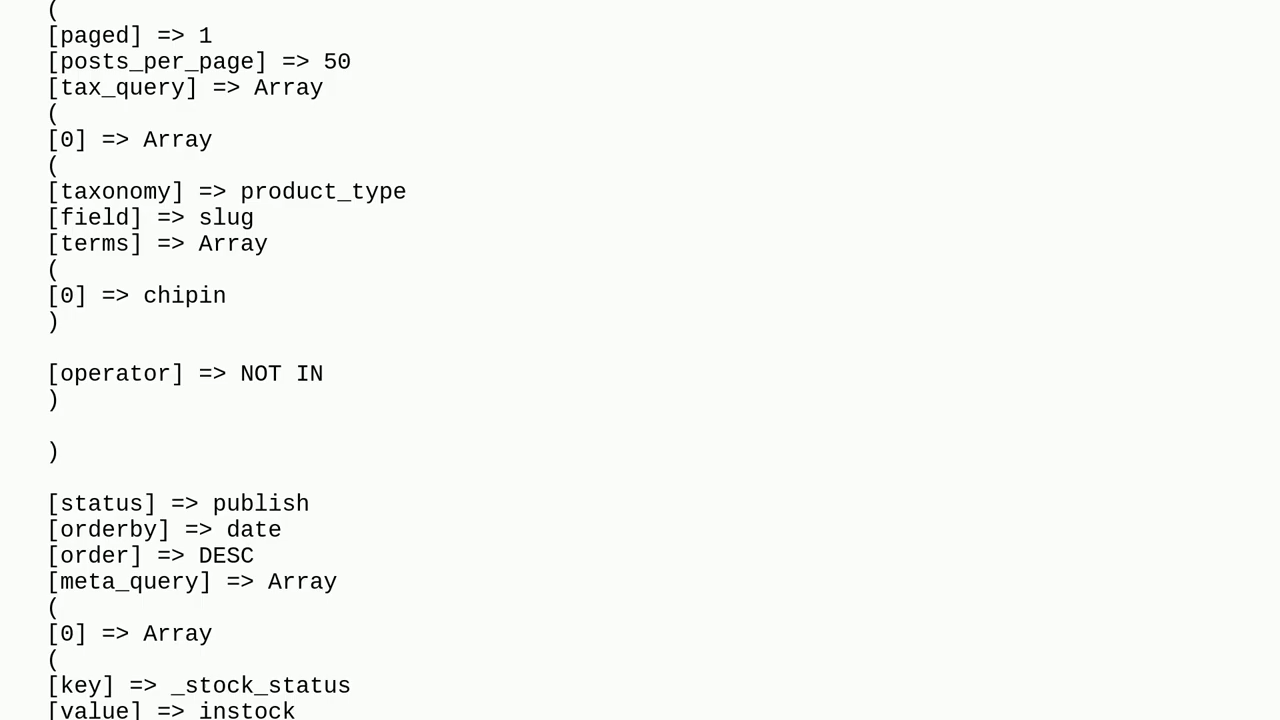 (
[paged] => 1
[posts_per_page] => 50
[tax_query] => Array
(
[0] => Array
(
[taxonomy] => product_type
[field] => slug
[terms] => Array
(
[0] => chipin
)
[operator] => NOT IN
)
)
[status] => publish
[orderby] => date
[order] => DESC
[meta_query] => Array
(
[0] => Array
(
[key] => _stock_status
[value] => instock